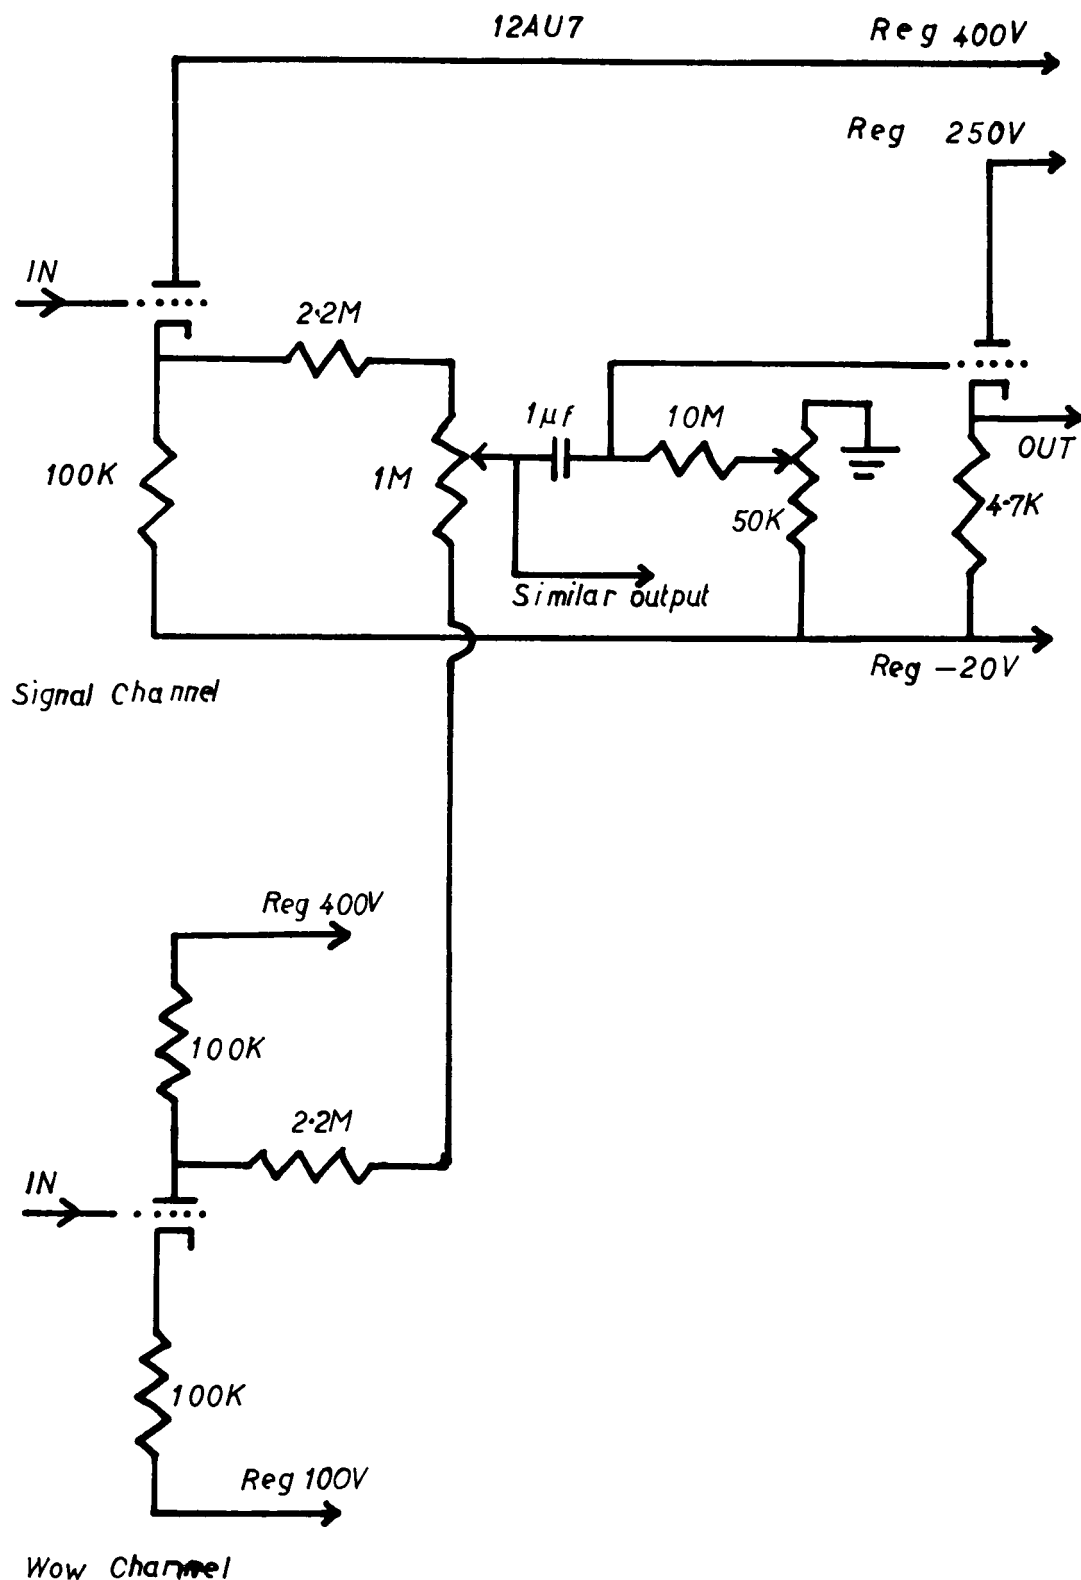 12AU7
Reg 400V
Reg 250V
IN
2.2M
1µf
10M
OUT
100K
1M
50K
4.7K
Similar output
Reg -20V
Signal Channel
Reg 400V
100K
2.2M
IN
100K
Reg 100V
Wow Channel